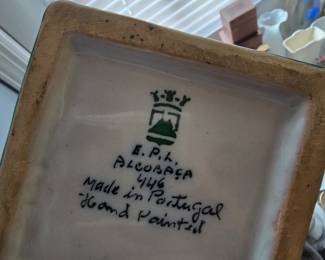 E.P.L.
ALCOBAÇA
446
Made in Portugal
Hand Painted